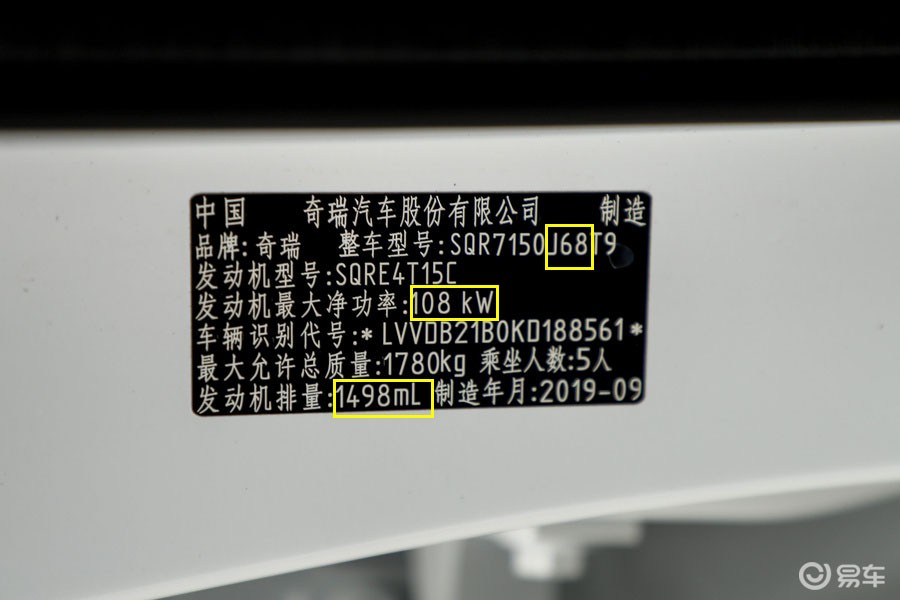 中国 奇瑞汽车股份有限公司 制造
品牌:奇瑞 整车型号:SQR7150J68T9
发动机型号:SQRE4T15C
发动机最大净功率:108 kW
车辆识别代号:*LVVDB21B0KD188561*
最大允许总质量:1780kg 乘坐人数:5人
发动机排量:1498mL 制造年月:2019-09
易车